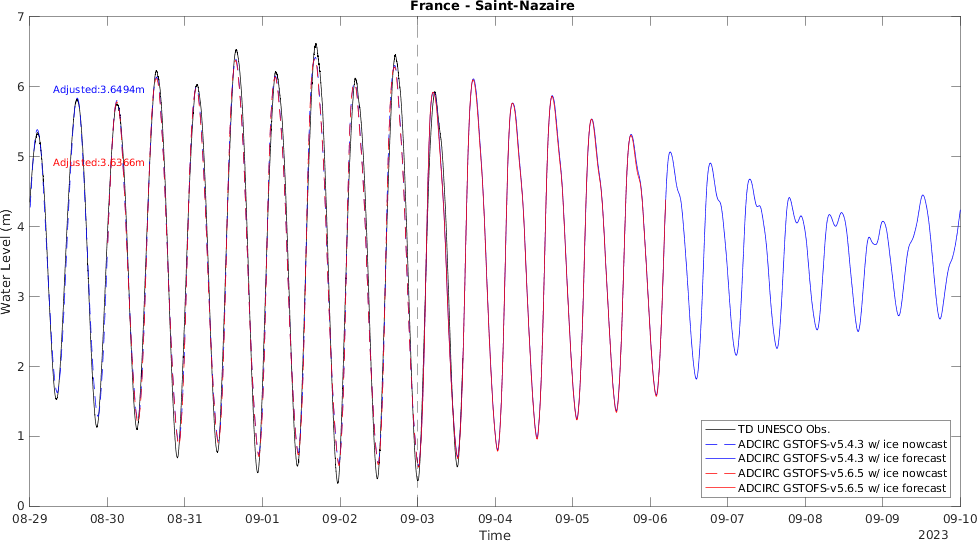 France - Saint-Nazaire
7
6
5
4
3
2
1
0
Water Level (m)
Adjusted:3.6494m
Adjusted:3.6366m
TD UNESCO Obs.
ADCIRC GSTOFS-v5.4.3 w/ ice nowcast
ADCIRC GSTOFS-v5.4.3 w/ ice forecast
ADCIRC GSTOFS-v5.6.5 w/ ice nowcast
ADCIRC GSTOFS-v5.6.5 w/ ice forecast
08-29 08-30 08-31 09-01 09-02 09-03 09-04 09-05 09-06 09-07 09-08 09-09 09-10
Time
2023